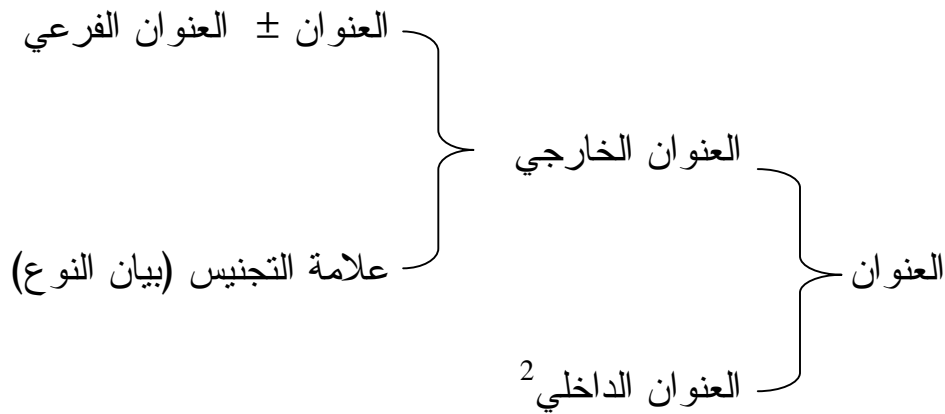 العنوان ± العنوان الفرعي
العنوان الخارجي
علامة التجنيس (بيان النوع)
العنوان
العنوان الداخلي2